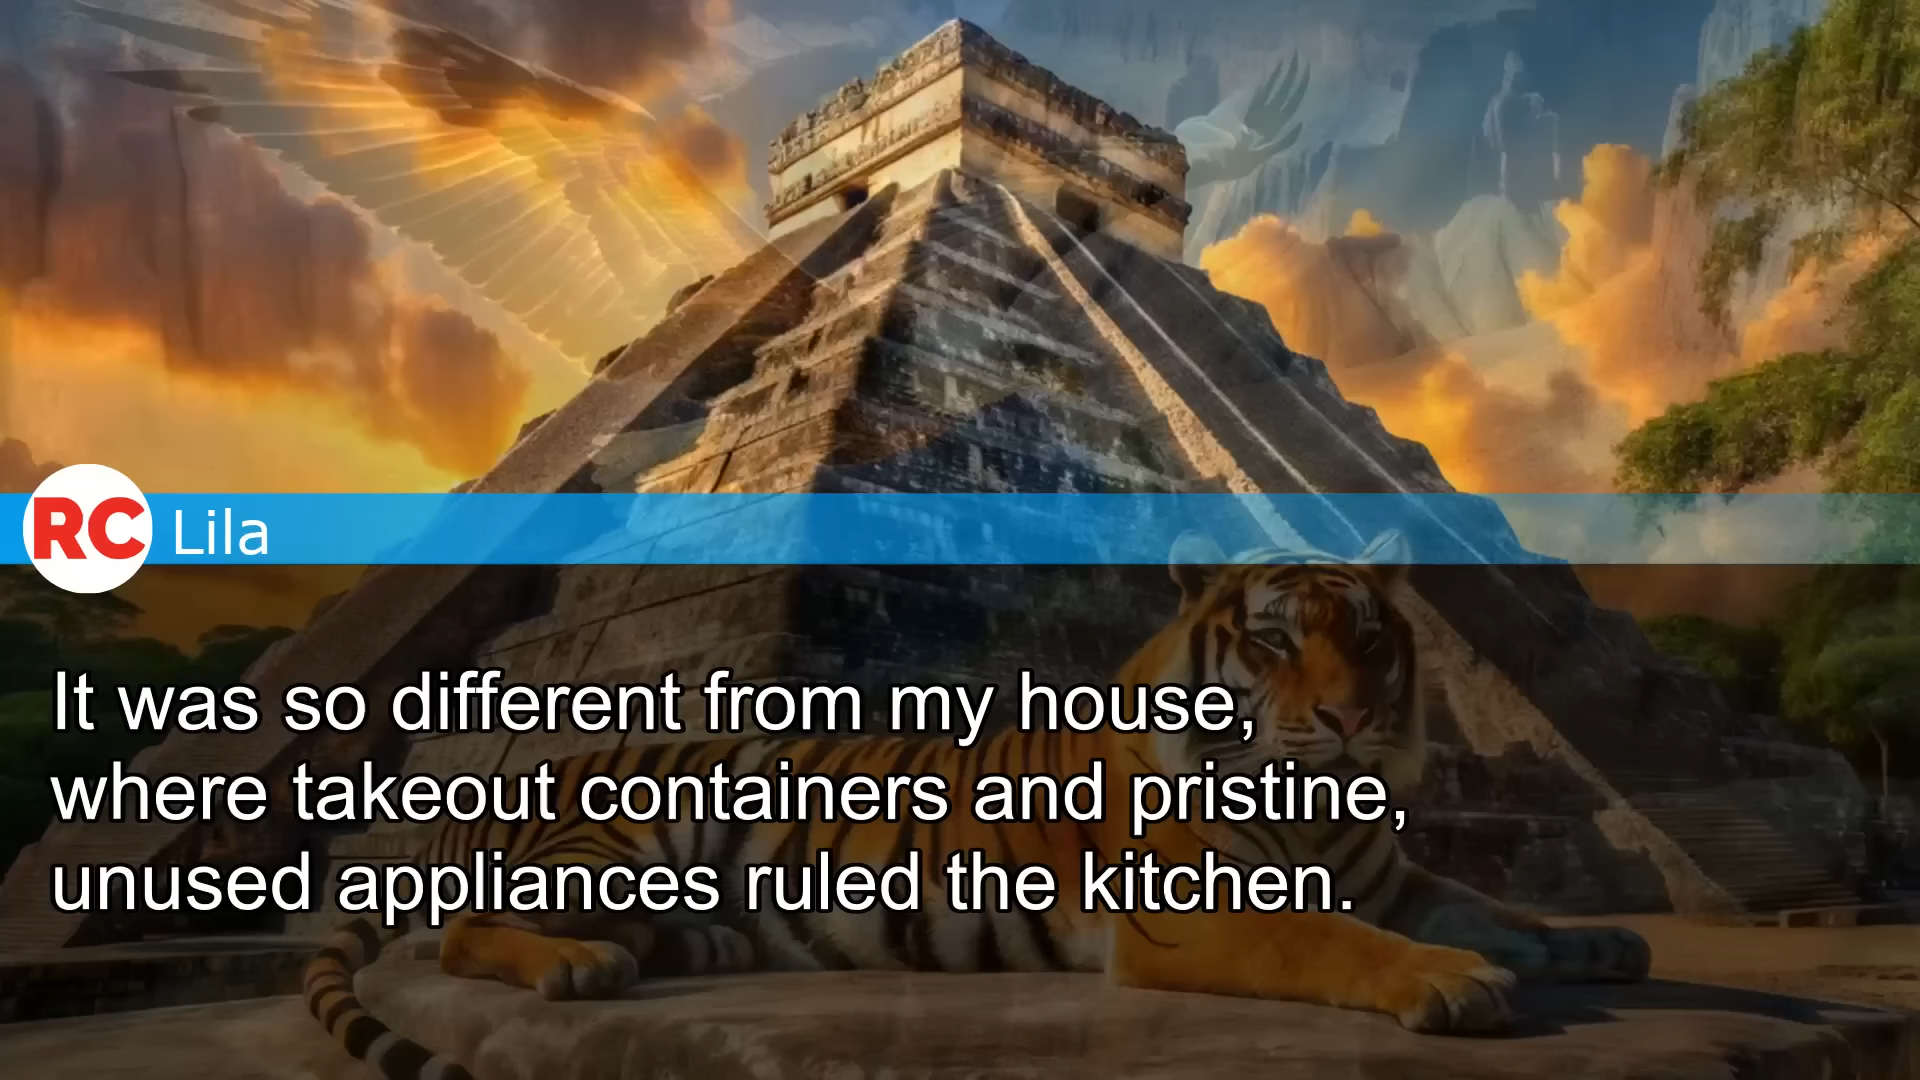 RC Lila
It was so different from my house,
where takeout containers and pristine,
unused appliances ruled the kitchen.